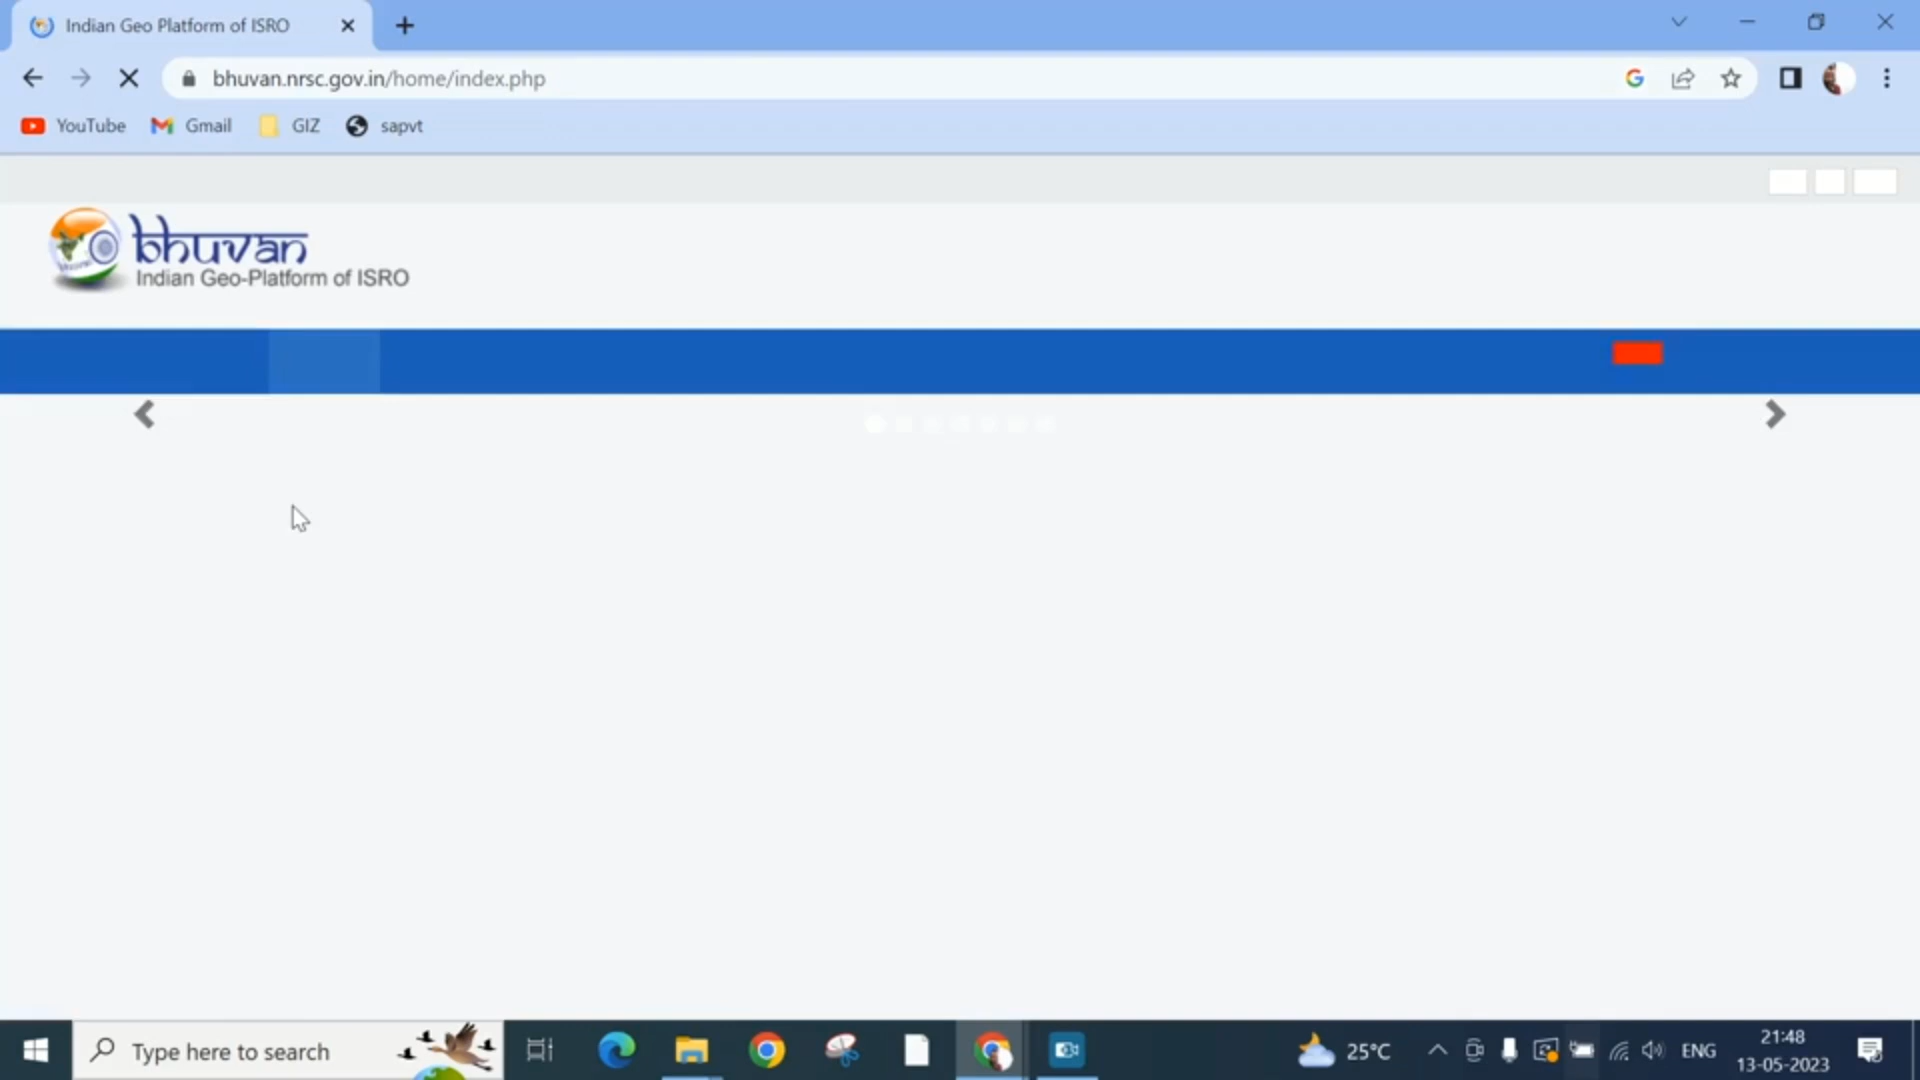 Indian Geo Platform of ISRO
bhuvan.nrsc.gov.in/home/index.php
YouTube Gmail GIZ sapvt
bhuvan
Indian Geo-Platform of ISRO
Type here to search
25°C
ENG
21:48
13-05-2023